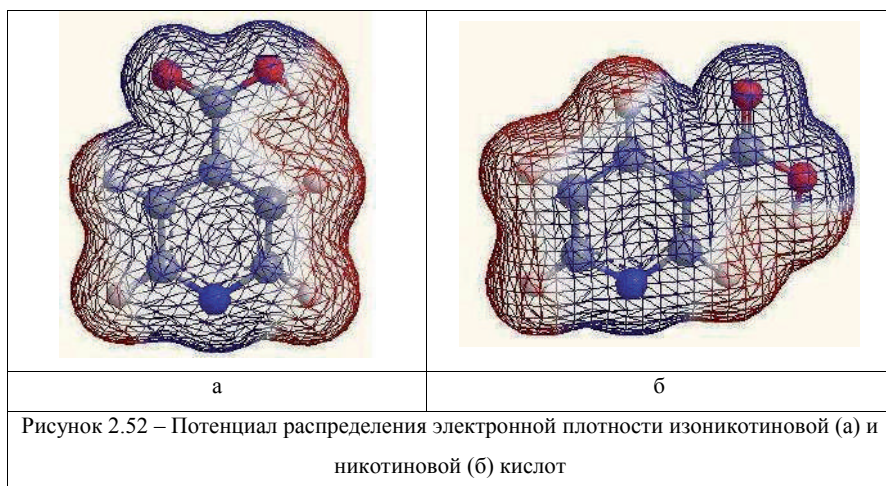 а
б
Рисунок 2.52 – Потенциал распределения электронной плотности изоникотиновой (а) и
никотиновой (б) кислот